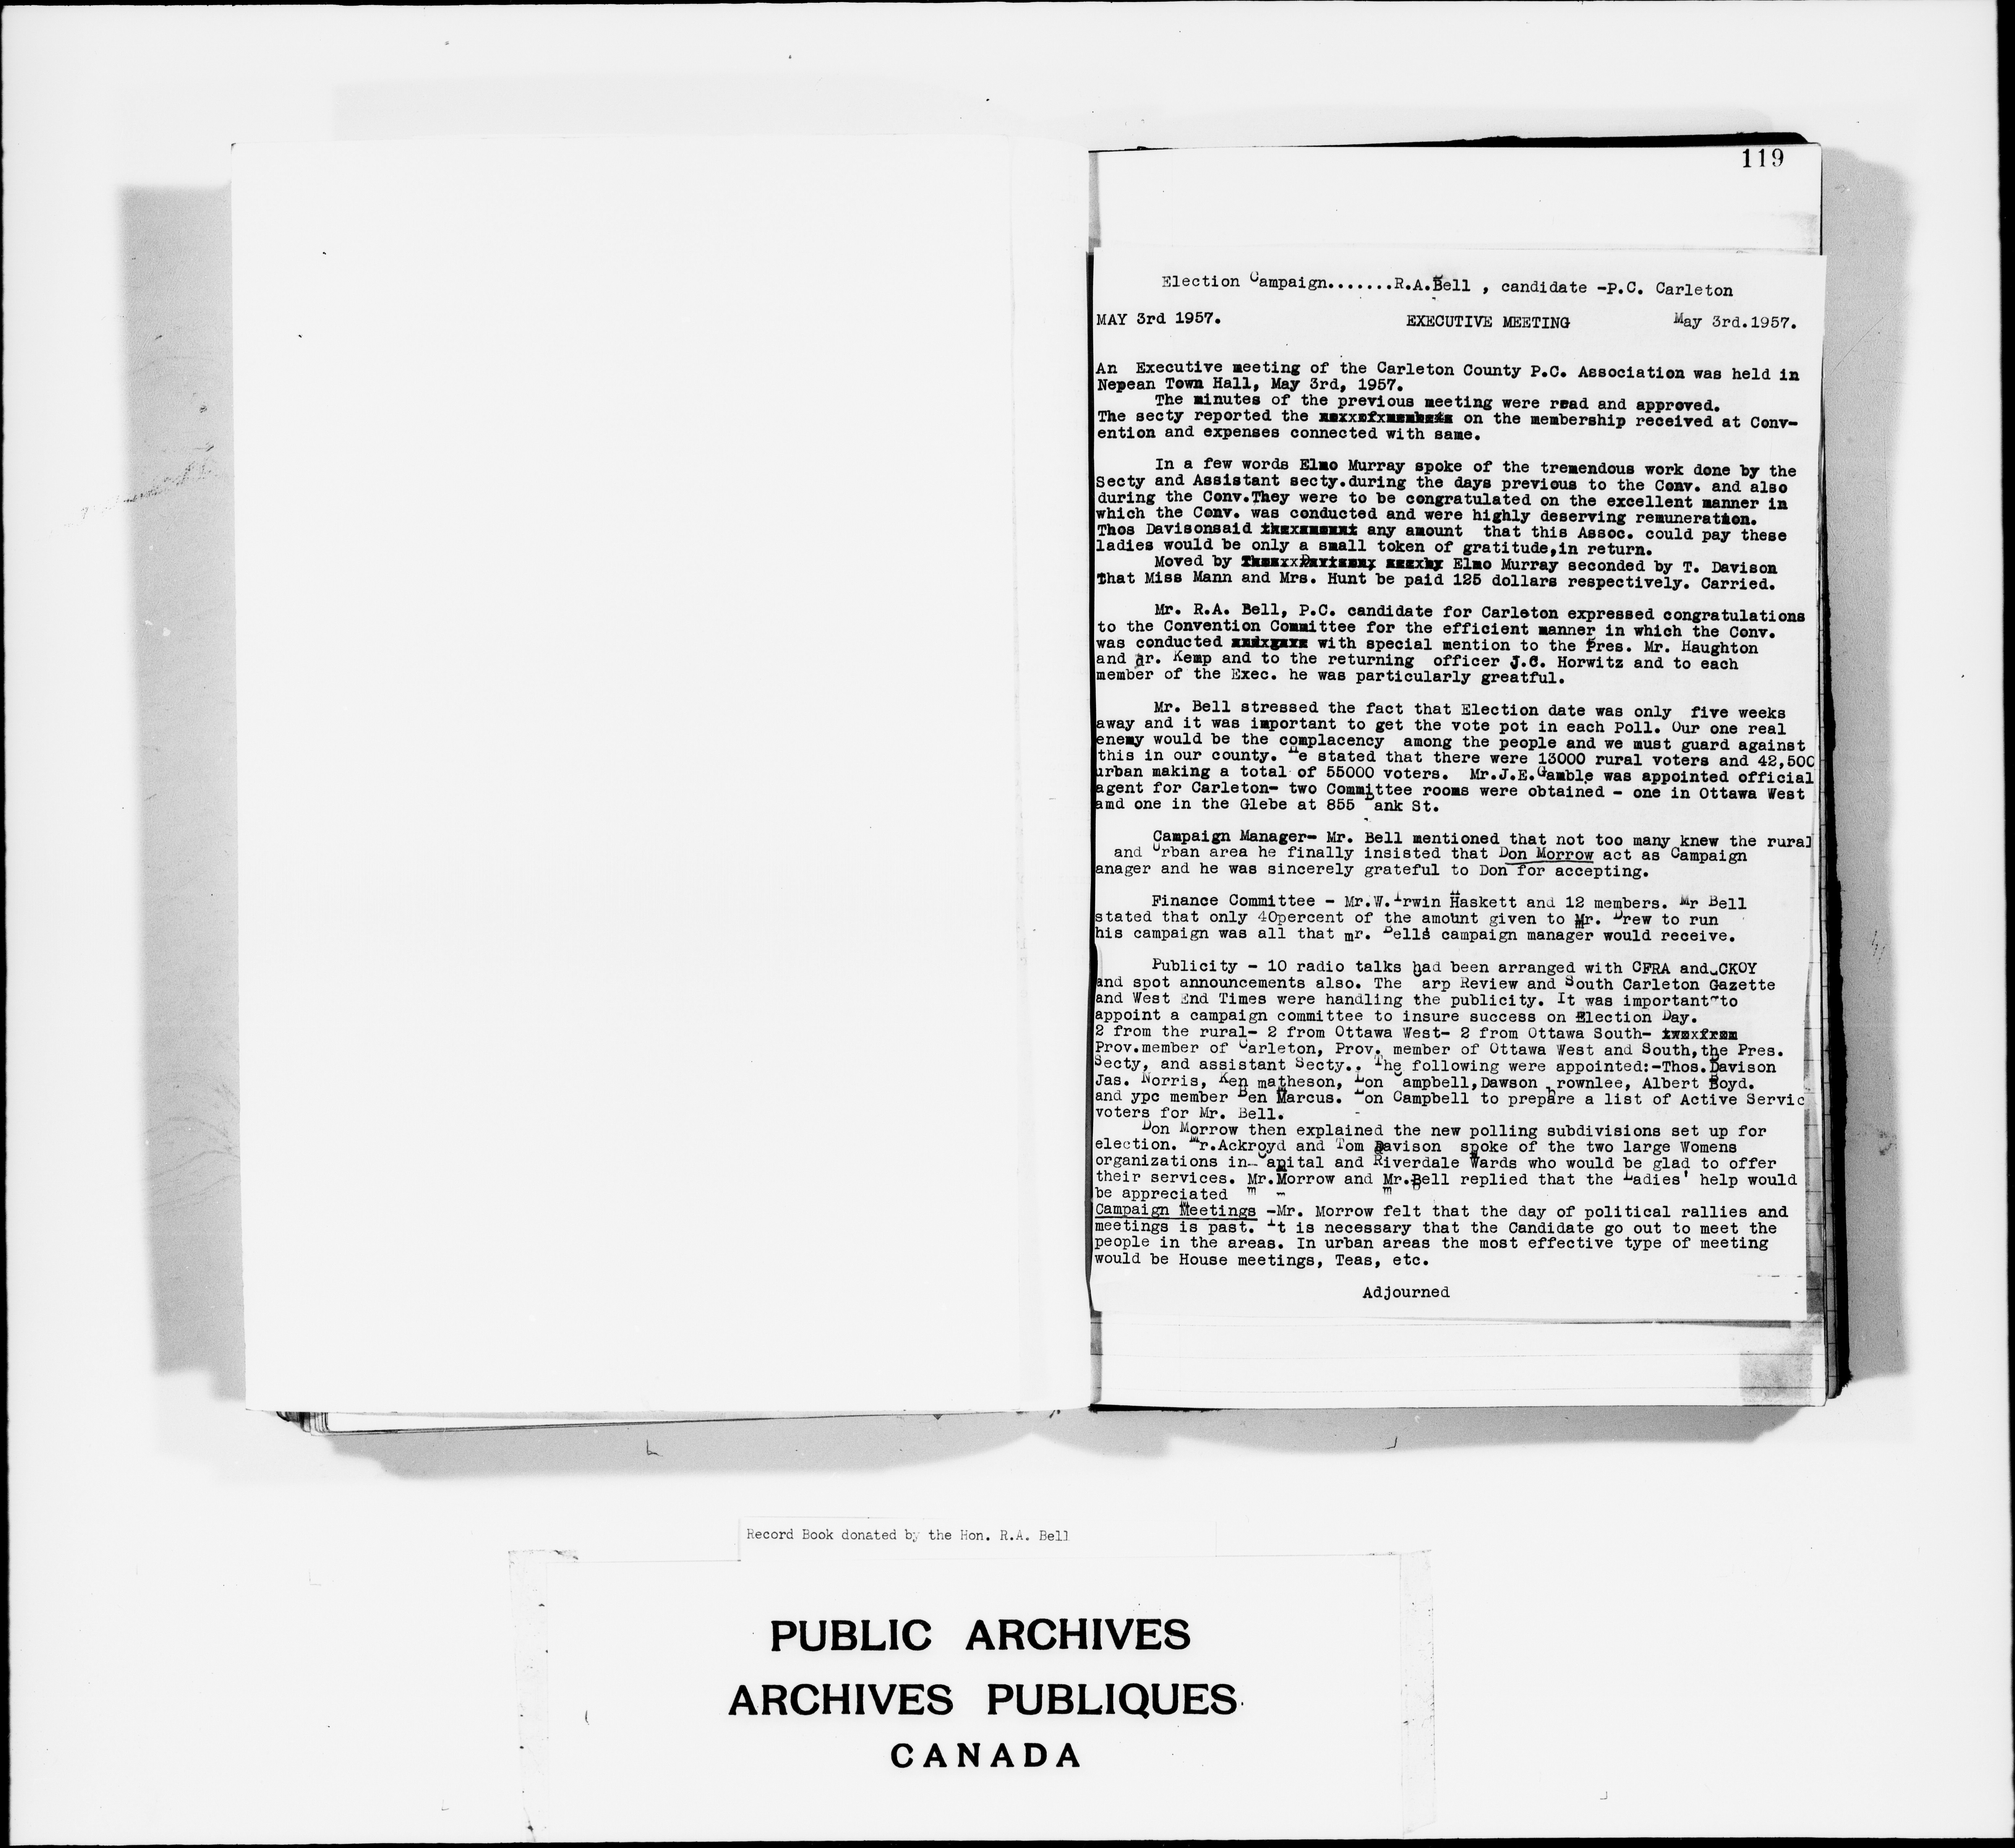 119
Election Campaign.......R.A.Bell , candidate -P.C. Carleton
MAY 3rd 1957. EXECUTIVE MEETING May 3rd.1957.
An Executive meeting of the Carleton County P.C. Association was held in
Nepean Town Hall, May 3rd, 1957.
The minutes of the previous meeting were read and approved.
The secty reported the on the membership received at Conv-
ention and expenses connected with same.
In a few words Elmo Murray spoke of the tremendous work done by the
Secty and Assistant secty.during the days previous to the Conv. and also
during the Conv.They were to be congratulated on the excellent manner in
which the Conv. was conducted and were highly deserving remuneration.
Thos Davisonsaid any amount that this Assoc. could pay these
ladies would be only a small token of gratitude,in return.
Moved by Elmo Murray seconded by T. Davison
that Miss Mann and Mrs. Hunt be paid 125 dollars respectively. Carried.
Mr. R.A. Bell, P.C. candidate for Carleton expressed congratulations
to the Convention Committee for the efficient manner in which the Conv.
was conducted with special mention to the Pres. Mr. Haughton
and Kemp and to the returning officer J.C. Horwitz and to each
member of the Exec. he was particularly greatful.
Mr. Bell stressed the fact that Election date was only five weeks
away and it was important to get the vote pot in each Poll. Our one real
enemy would be the complacency among the people and we must guard against
this in our county. He stated that there were 13000 rural voters and 42,500
urban making a total of 55000 voters. Mr.J.E.Gamble was appointed official
agent for Carleton- two Committee rooms were obtained - one in Ottawa West
amd one in the Glebe at 855 ank St.
Campaign Manager- Mr. Bell mentioned that not too many knew the rural
and Urban area he finally insisted that Don Morrow act as Campaign
anager and he was sincerely grateful to Don for accepting.
Finance Committee - Mr.W.Irwin Haskett and 12 members. Mr Bell
stated that only 40percent of the amount given to Mr. Drew to run
his campaign was all that mr. Bells campaign manager would receive.
Publicity - 10 radio talks had been arranged with CFRA and CKOY
and spot announcements also. The arp Review and South Carleton Gazette
and West End Times were handling the publicity. It was important to
appoint a campaign committee to insure success on Election Day.
2 from the rural- 2 from Ottawa West- 2 from Ottawa South-
Prov.member of Carleton, Prov. member of Ottawa West and South,the Pres.
Secty, and assistant Secty.. The following were appointed:-Thos.Davison
Jas. Norris, Ken matheson, Lon Campbell,Dawson rownlee, Albert Boyd.
and ypc member Ben Marcus. Lon Campbell to prepare a list of Active Servic
voters for Mr. Bell.
Don Morrow then explained the new polling subdivisions set up for
election. Mr.Ackroyd and Tom Davison spoke of the two large Womens
organizations in Capital and Riverdale Wards who would be glad to offer
their services. Mr.Morrow and Mr.Bell replied that the Ladies' help would
be appreciated
Campaign Meetings -Mr. Morrow felt that the day of political rallies and
meetings is past. It is necessary that the Candidate go out to meet the
people in the areas. In urban areas the most effective type of meeting
would be House meetings, Teas, etc.
Adjourned
Record Book donated by the Hon. R.A. Bell
PUBLIC ARCHIVES
ARCHIVES PUBLIQUES
CANADA